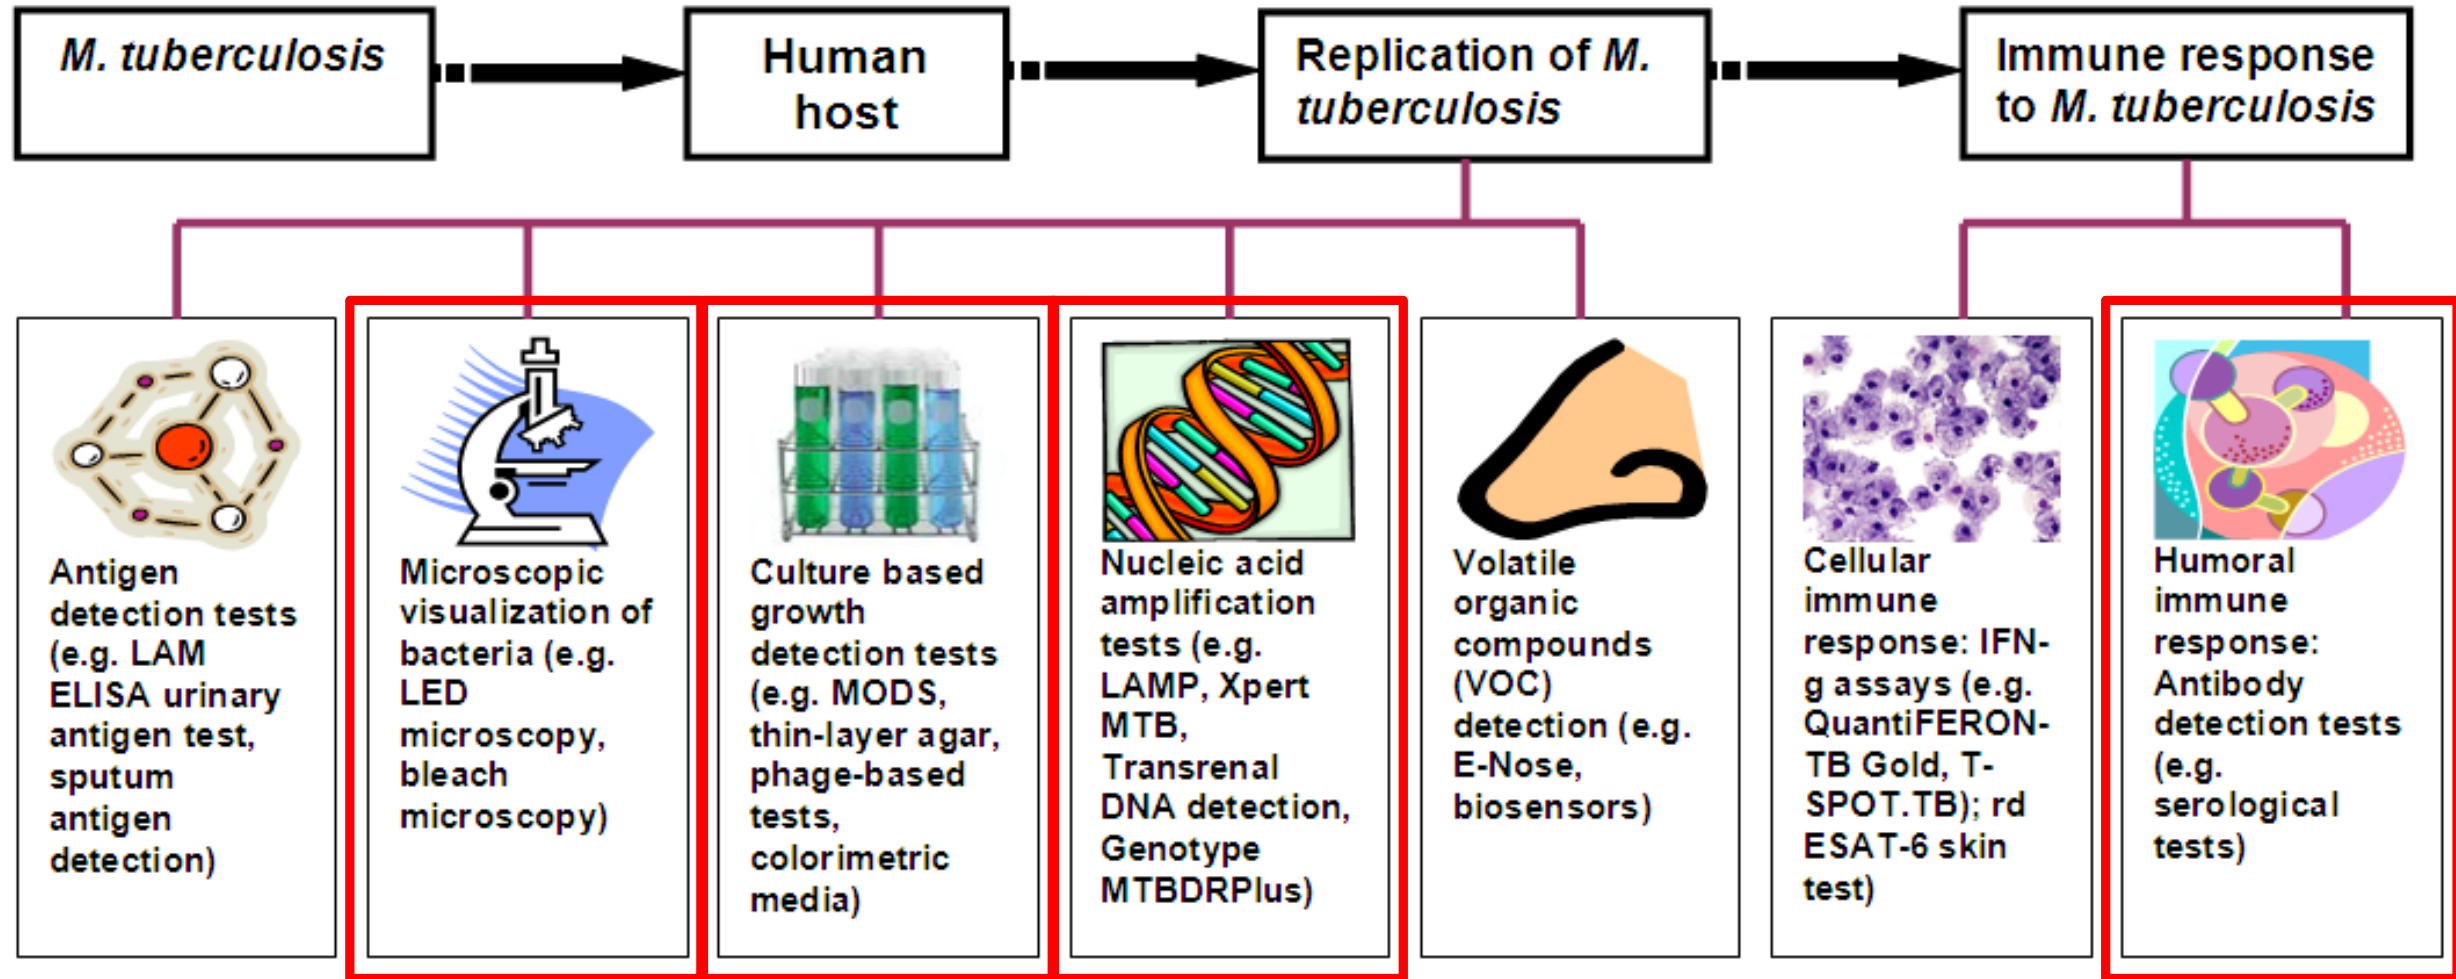 M. tuberculosis
Human
host
Replication of M.
tuberculosis
Immune response
to M. tuberculosis
Antigen
detection tests
(e.g. LAM
ELISA urinary
antigen test,
sputum
antigen
detection)
Microscopic
visualization of
bacteria (e.g.
LED
microscopy,
bleach
microscopy)
Culture based
growth
detection tests
(e.g. MODS,
thin-layer agar,
phage-based
tests,
colorimetric
media)
Nucleic acid
amplification
tests (e.g.
LAMP, Xpert
MTB,
Transrenal
DNA detection,
Genotype
MTBDRPlus)
Volatile
organic
compounds
(VOC)
detection (e.g.
E-Nose,
biosensors)
Cellular
immune
response: IFN-
g assays (e.g.
QuantiFERON-
TB Gold, T-
SPOT.TB); rd
ESAT-6 skin
test)
Humoral
immune
response:
Antibody
detection tests
(e.g.
serological
tests)